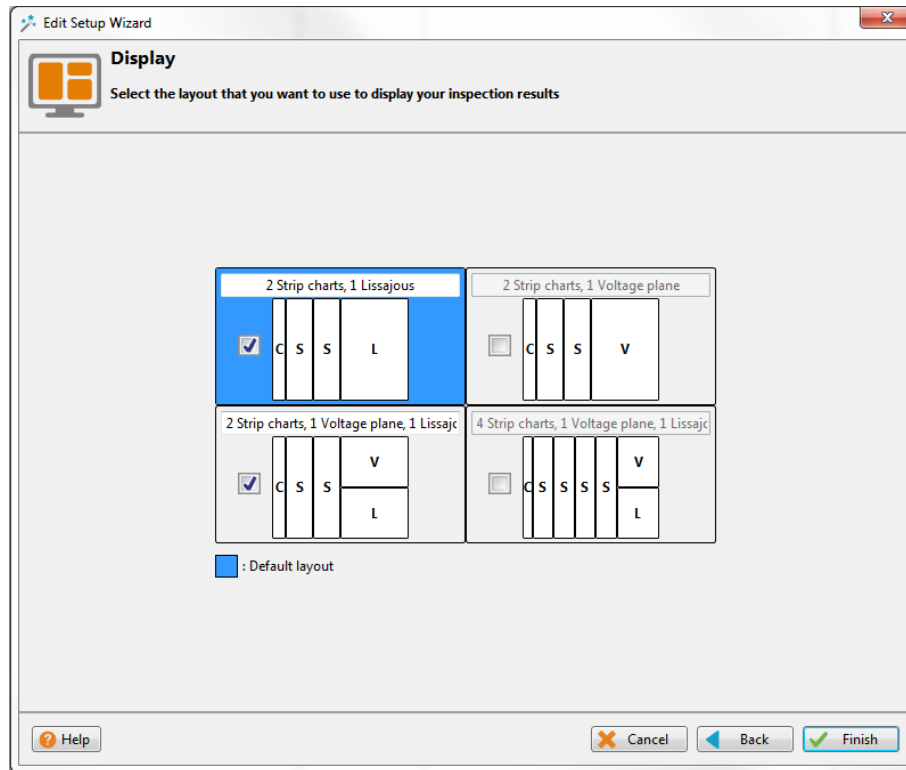 Edit Setup Wizard
x
Display
Select the layout that you want to use to display your inspection results
2 Strip charts, 1 Lissajous
C S S L
2 Strip charts, 1 Voltage plane
C S S V
2 Strip charts, 1 Voltage plane, 1 Lissajc
C S S V
L
4 Strip charts, 1 Voltage plane, 1 Lissajc
C S S S S V
L
: Default layout
? Help
Cancel
Back
Finish